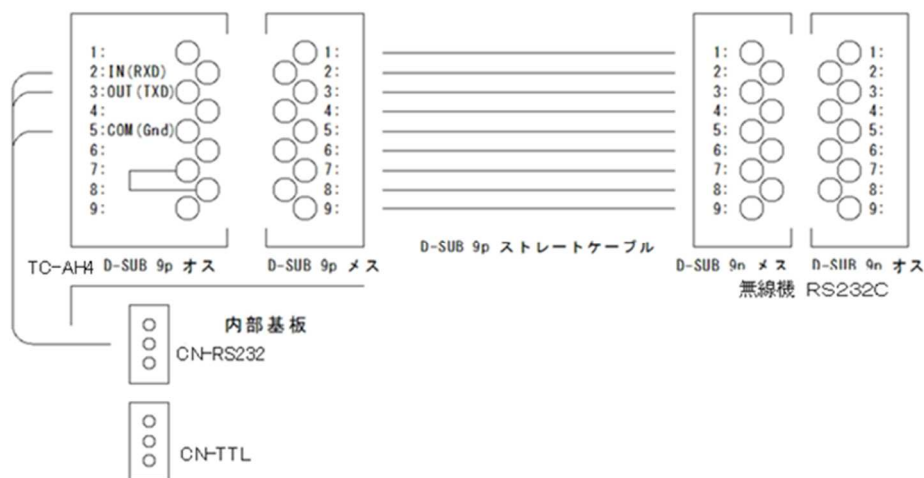 1:
2:IN(RXD)
3:OUT(TXD)
4:
5:COM(Gnd)
6:
7:
8:
9:
1:
2:
3:
4:
5:
6:
7:
8:
9:
1:
2:
3:
4:
5:
6:
7:
8:
9:
1:
2:
3:
4:
5:
6:
7:
8:
9:
D-SUB 9p ストレートケーブル
TC-AH4 D-SUB 9p オス
D-SUB 9p メス
D-SUB 9p メス
D-SUB 9p オス
無線機 RS232C
内部基板
CN-RS232
CN-TTL